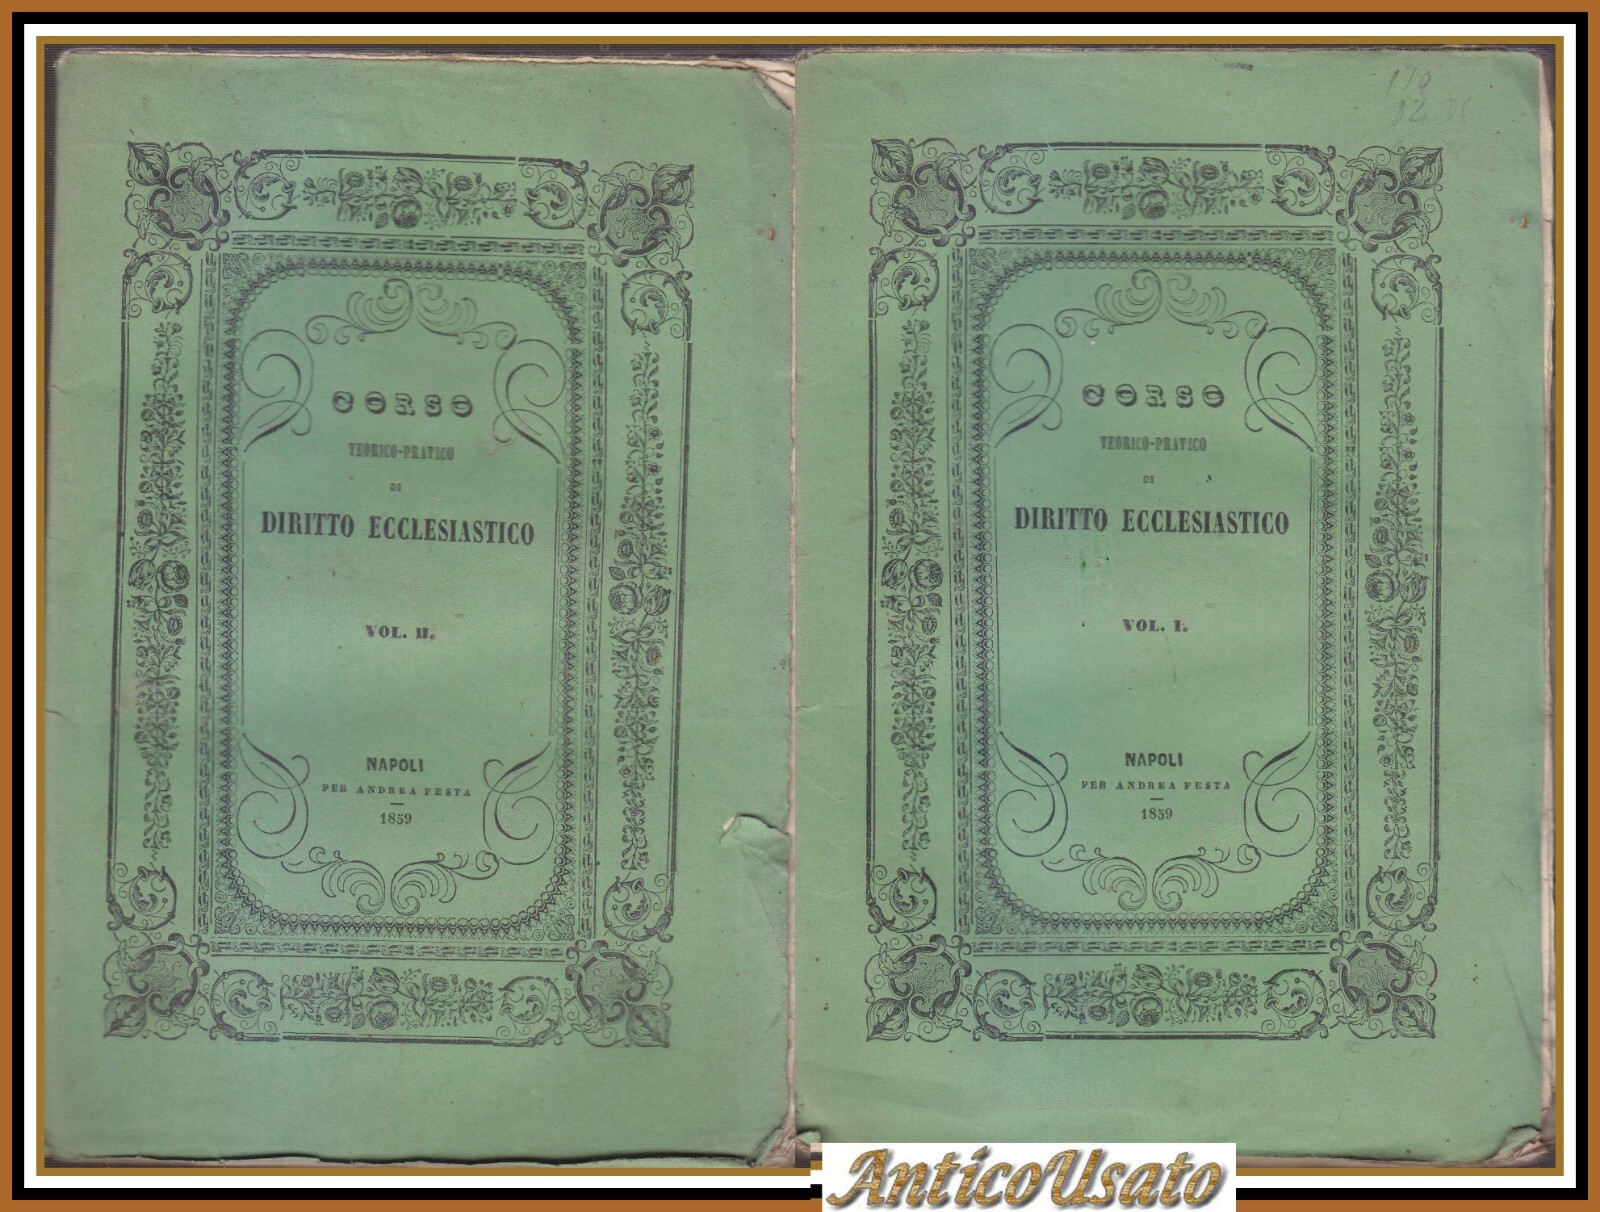 CORSO
TEORICO-PRATICO
DI
DIRITTO ECCLESIASTICO
VOL. II.
NAPOLI
PER ANDREA FESTA
1859
170
CORSO
TEORICO-PRATICO
DI
DIRITTO ECCLESIASTICO
VOL. I.
NAPOLI
PER ANDREA FESTA
1859
AnticoUsato